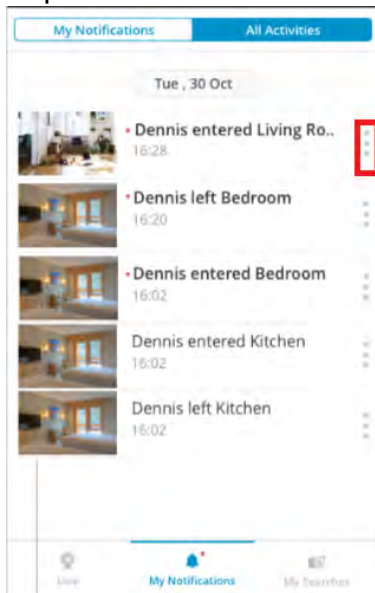 My Notifications All Activities
Tue , 30 Oct
Dennis entered Living Ro..
16:28
Dennis left Bedroom
16:20
Dennis entered Bedroom
16:02
Dennis entered Kitchen
16:02
Dennis left Kitchen
16:02
Live My Notifications My Searches